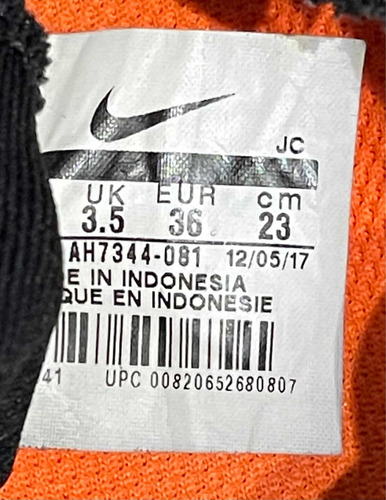 JC
UK EUR cm
3.5 36 23
AH7344-081 12/05/17
E IN INDONESIA
QUE EN INDONESIE
41 UPC 00820652680807